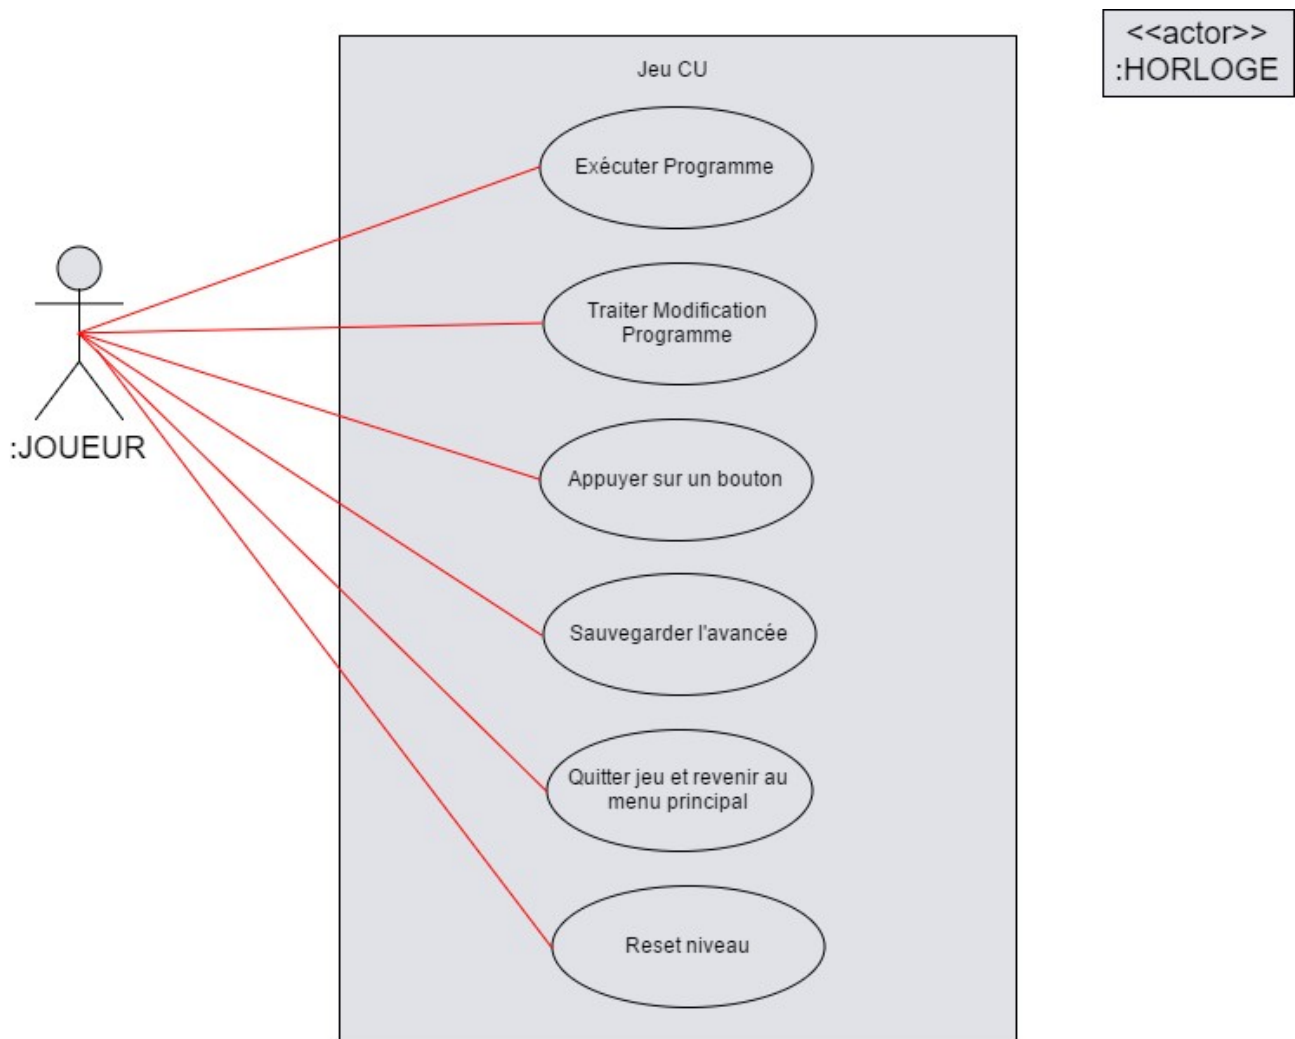 <<actor>>
:HORLOGE
Jeu CU
Exécuter Programme
Traiter Modification
Programme
:JOUEUR
Appuyer sur un bouton
Sauvegarder l'avancée
Quitter jeu et revenir au
menu principal
Reset niveau